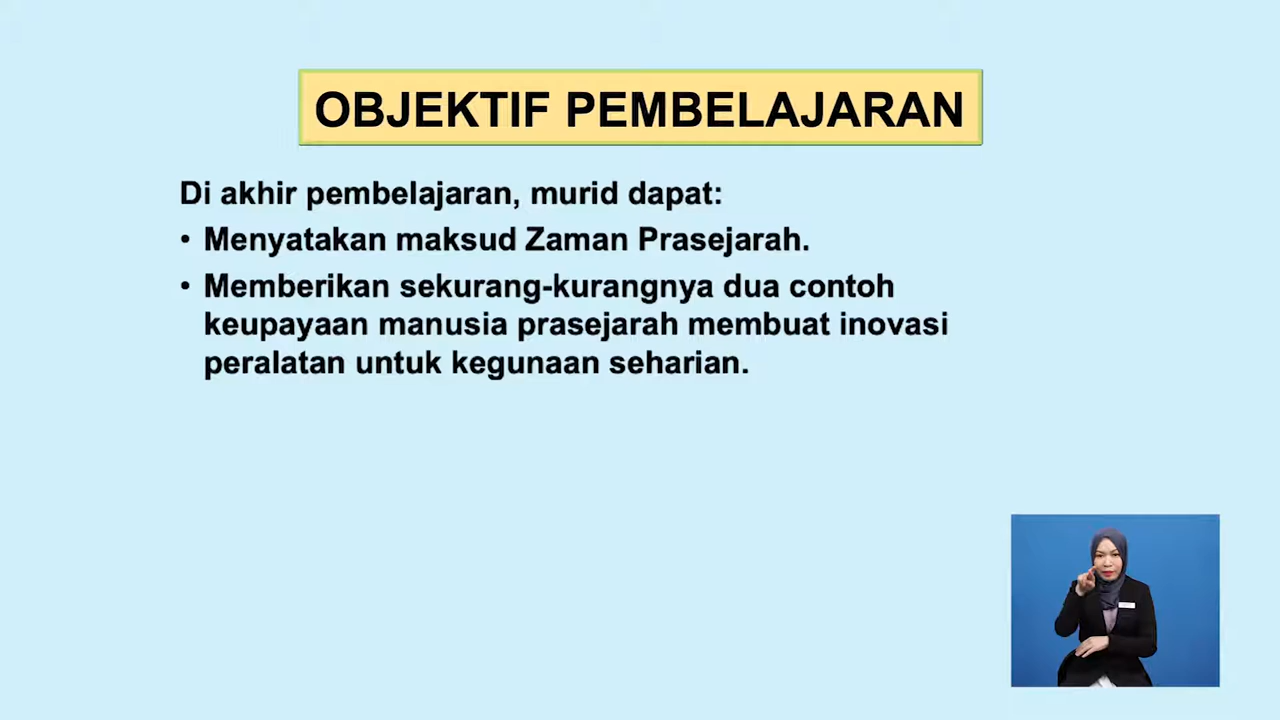 OBJEKTIF PEMBELAJARAN
Di akhir pembelajaran, murid dapat:
• Menyatakan maksud Zaman Prasejarah.
• Memberikan sekurang-kurangnya dua contoh
keupayaan manusia prasejarah membuat inovasi
peralatan untuk kegunaan seharian.